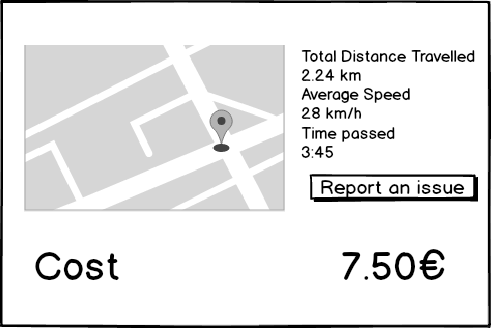 Total Distance Travelled
2.24 km
Average Speed
28 km/h
Time passed
3:45
Report an issue
Cost 7.50€